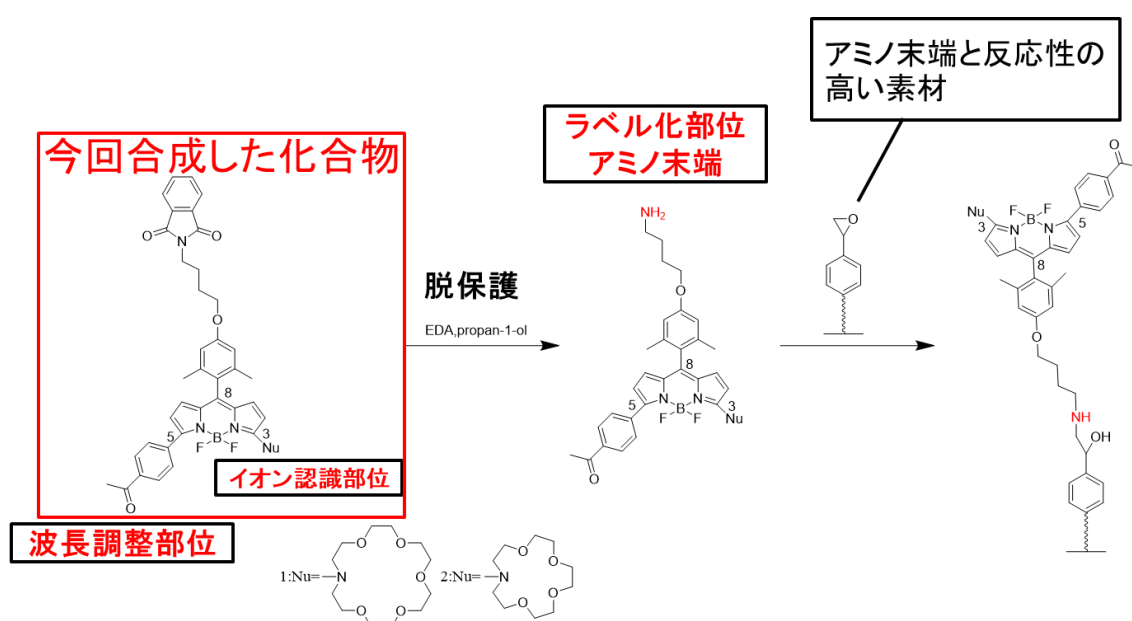 アミノ末端と反応性の
高い素材
今回合成した化合物
ラベル化部位
アミノ末端
脱保護
EDA,propan-1-ol
イオン認識部位
波長調整部位
O
O
N
O
8
5
N
B
N
3
F
F
Nu
O
NH2
O
8
5
N
B
N
3
F
F
Nu
O
O
O
Nu
F
F
B
3
N
N
5
8
O
NH
OH
1:Nu=
N
O
O
O
O
O
2:Nu=
N
O
O
O
O